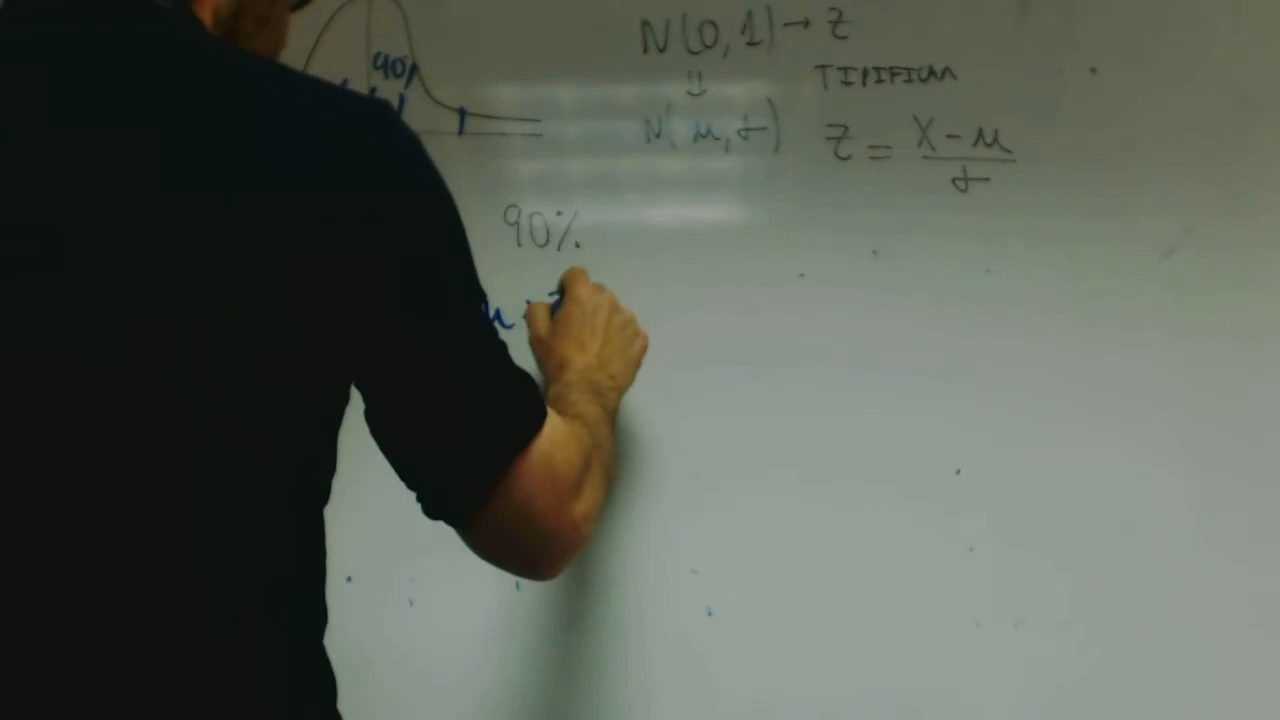 N(0,1) → Z
TIPIFICAR
90%
N(μ,σ)
Z = X-μ/σ
90%
μ